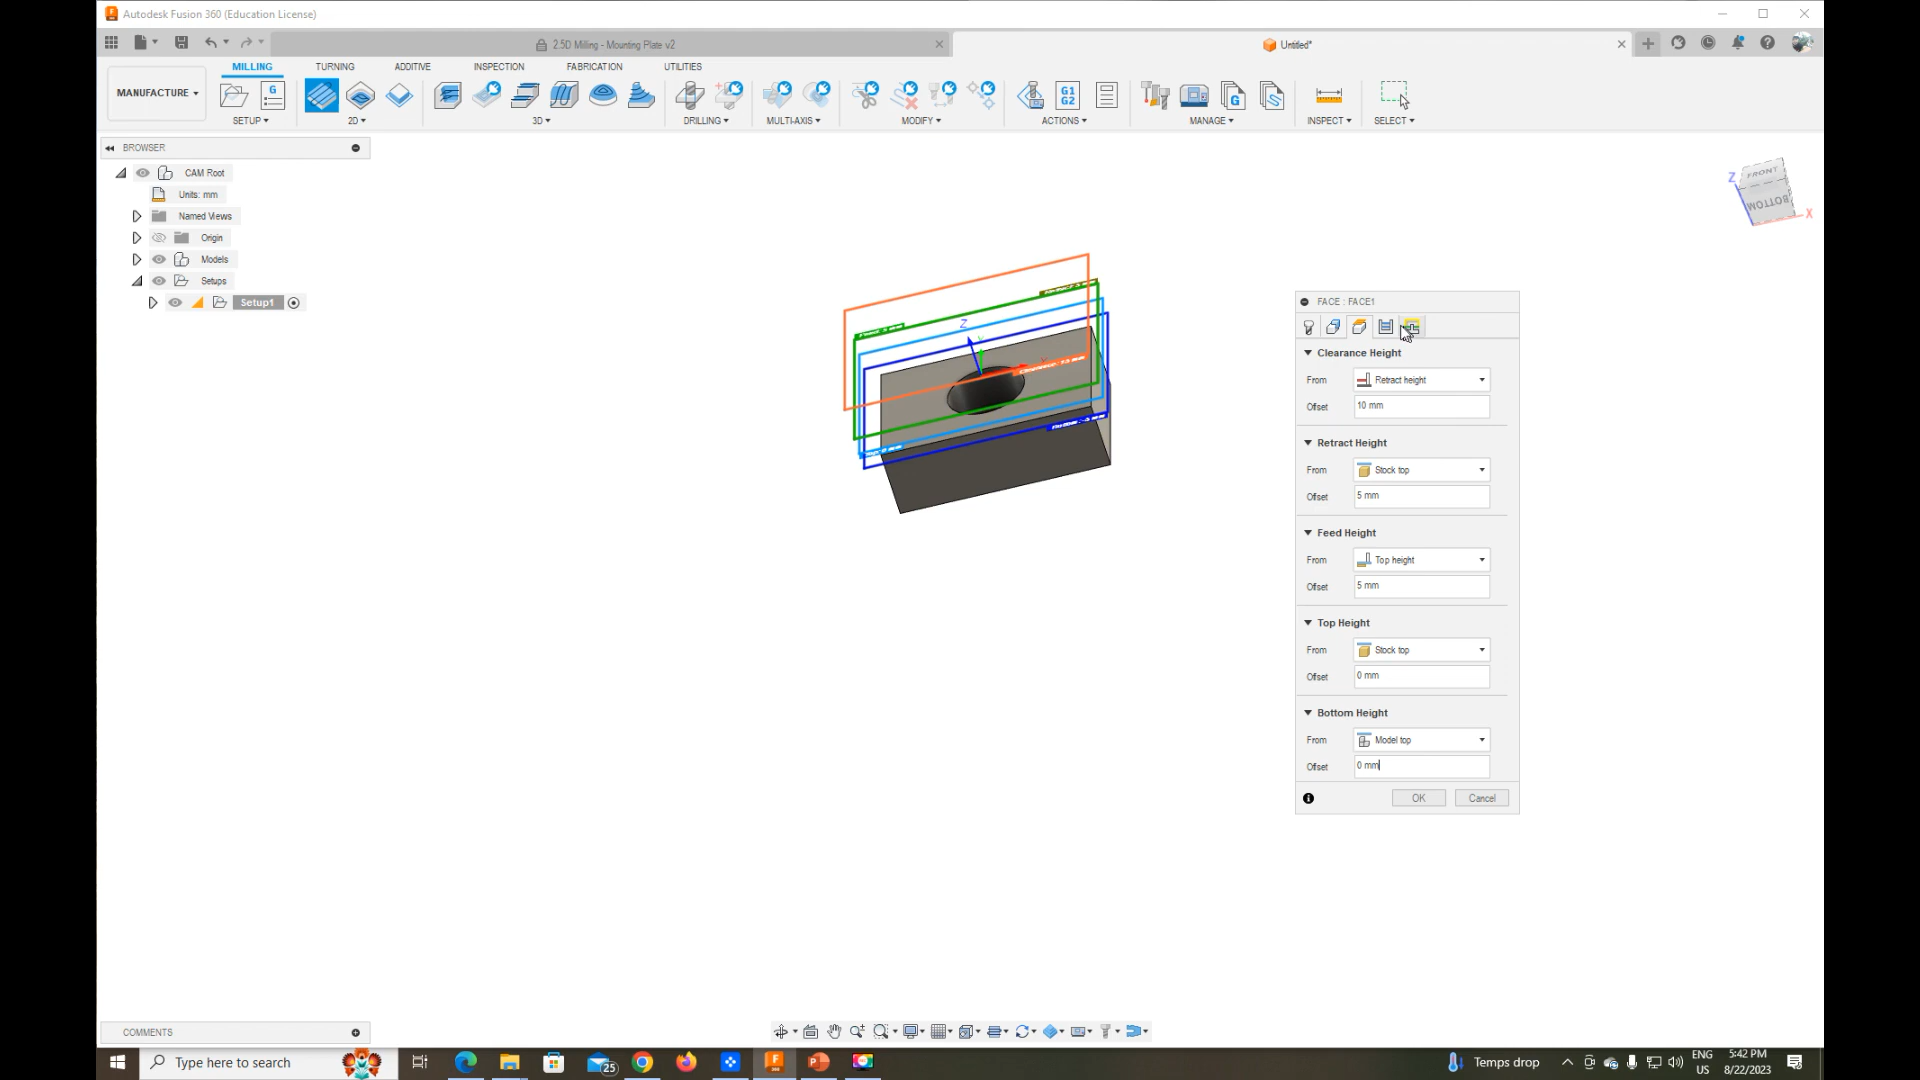 Autodesk Fusion 360 (Education License)
2.5D Milling - Mounting Plate v2
Untitled*
MILLING TURNING ADDITIVE INSPECTION FABRICATION UTILITIES
MANUFACTURE
G
G1
G2
G
SETUP 2D 3D DRILLING MULTI-AXIS MODIFY ACTIONS MANAGE INSPECT SELECT
BROWSER
CAM Root
Units: mm
Named Views
Origin
Models
Setups
Setup1
Z
FRONT
BOTTOM
X
Z
X
FACE : FACE1
Clearance Height
From Retract height
Offset 10 mm
Retract Height
From Stock top
Offset 5 mm
Feed Height
From Top height
Offset 5 mm
Top Height
From Stock top
Offset 0 mm
Bottom Height
From Model top
Offset 0 mm
OK Cancel
COMMENTS
Type here to search
25
Temps drop
ENG
US
5:42 PM
8/22/2023